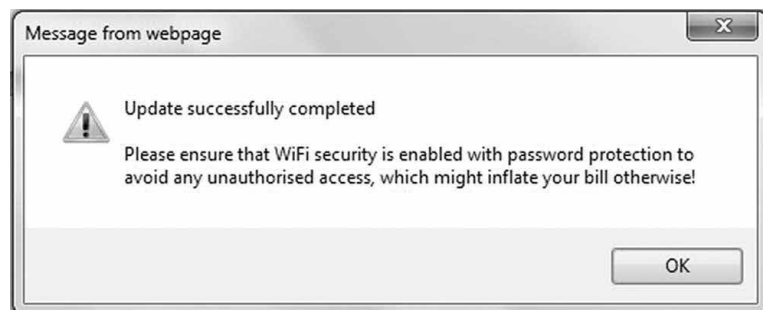 Message from webpage
Update successfully completed
Please ensure that WiFi security is enabled with password protection to
avoid any unauthorised access, which might inflate your bill otherwise!
OK